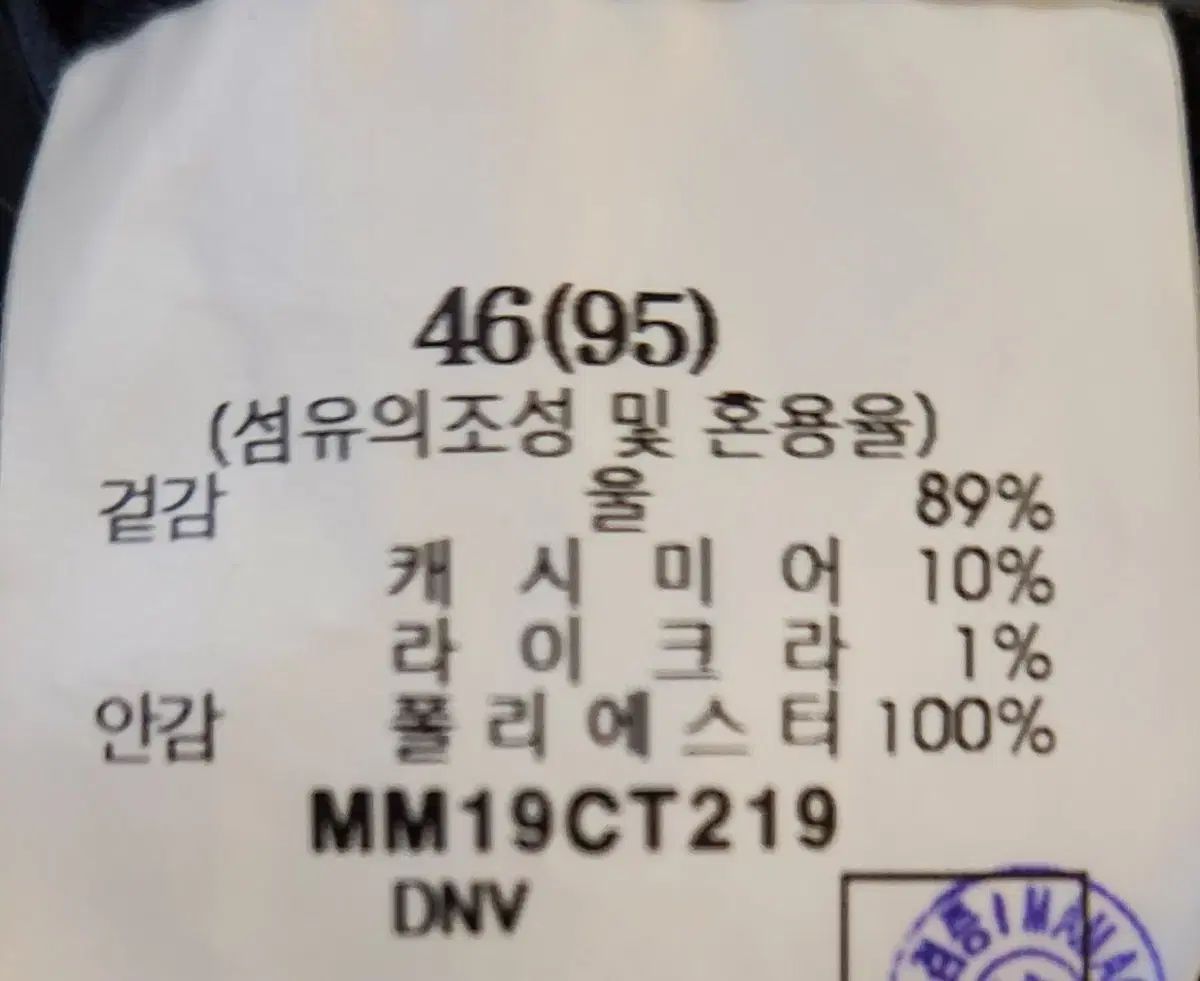 46(95)
(섬유의조성 및 혼용율)
겉감 울 89%
캐 시 미 어 10%
라 이 크 라 1%
안감 폴 리 에 스 터 100%
MM19CT219
DNV